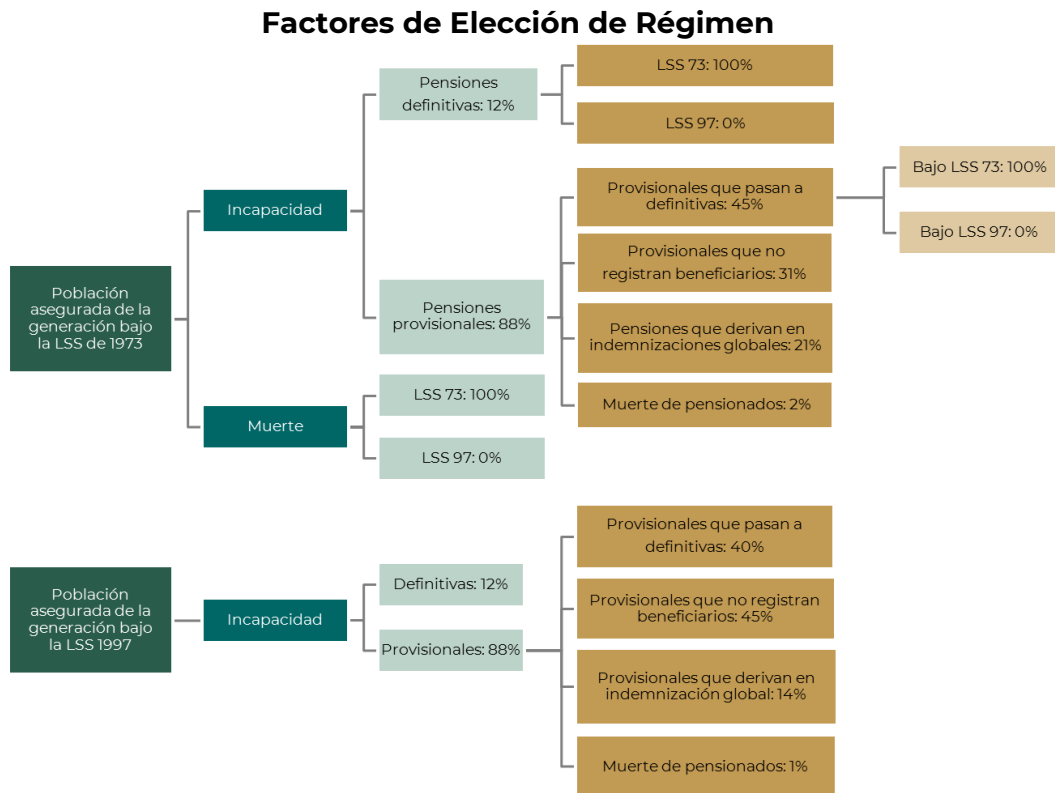 Factores de Elección de Régimen
Población
asegurada de la
generación bajo
la LSS de 1973
Incapacidad
Pensiones
definitivas: 12%
LSS 73: 100%
LSS 97: 0%
Pensiones
provisionales: 88%
Provisionales que pasan a
definitivas: 45%
Bajo LSS 73: 100%
Bajo LSS 97: 0%
Provisionales que no
registran beneficiarios: 31%
Pensiones que derivan en
indemnizaciones globales: 21%
Muerte de pensionados: 2%
Muerte
LSS 73: 100%
LSS 97: 0%
Población
asegurada de la
generación bajo
la LSS 1997
Incapacidad
Definitivas: 12%
Provisionales: 88%
Provisionales que pasan a
definitivas: 40%
Provisionales que no registran
beneficiarios: 45%
Provisionales que derivan en
indemnización global: 14%
Muerte de pensionados: 1%